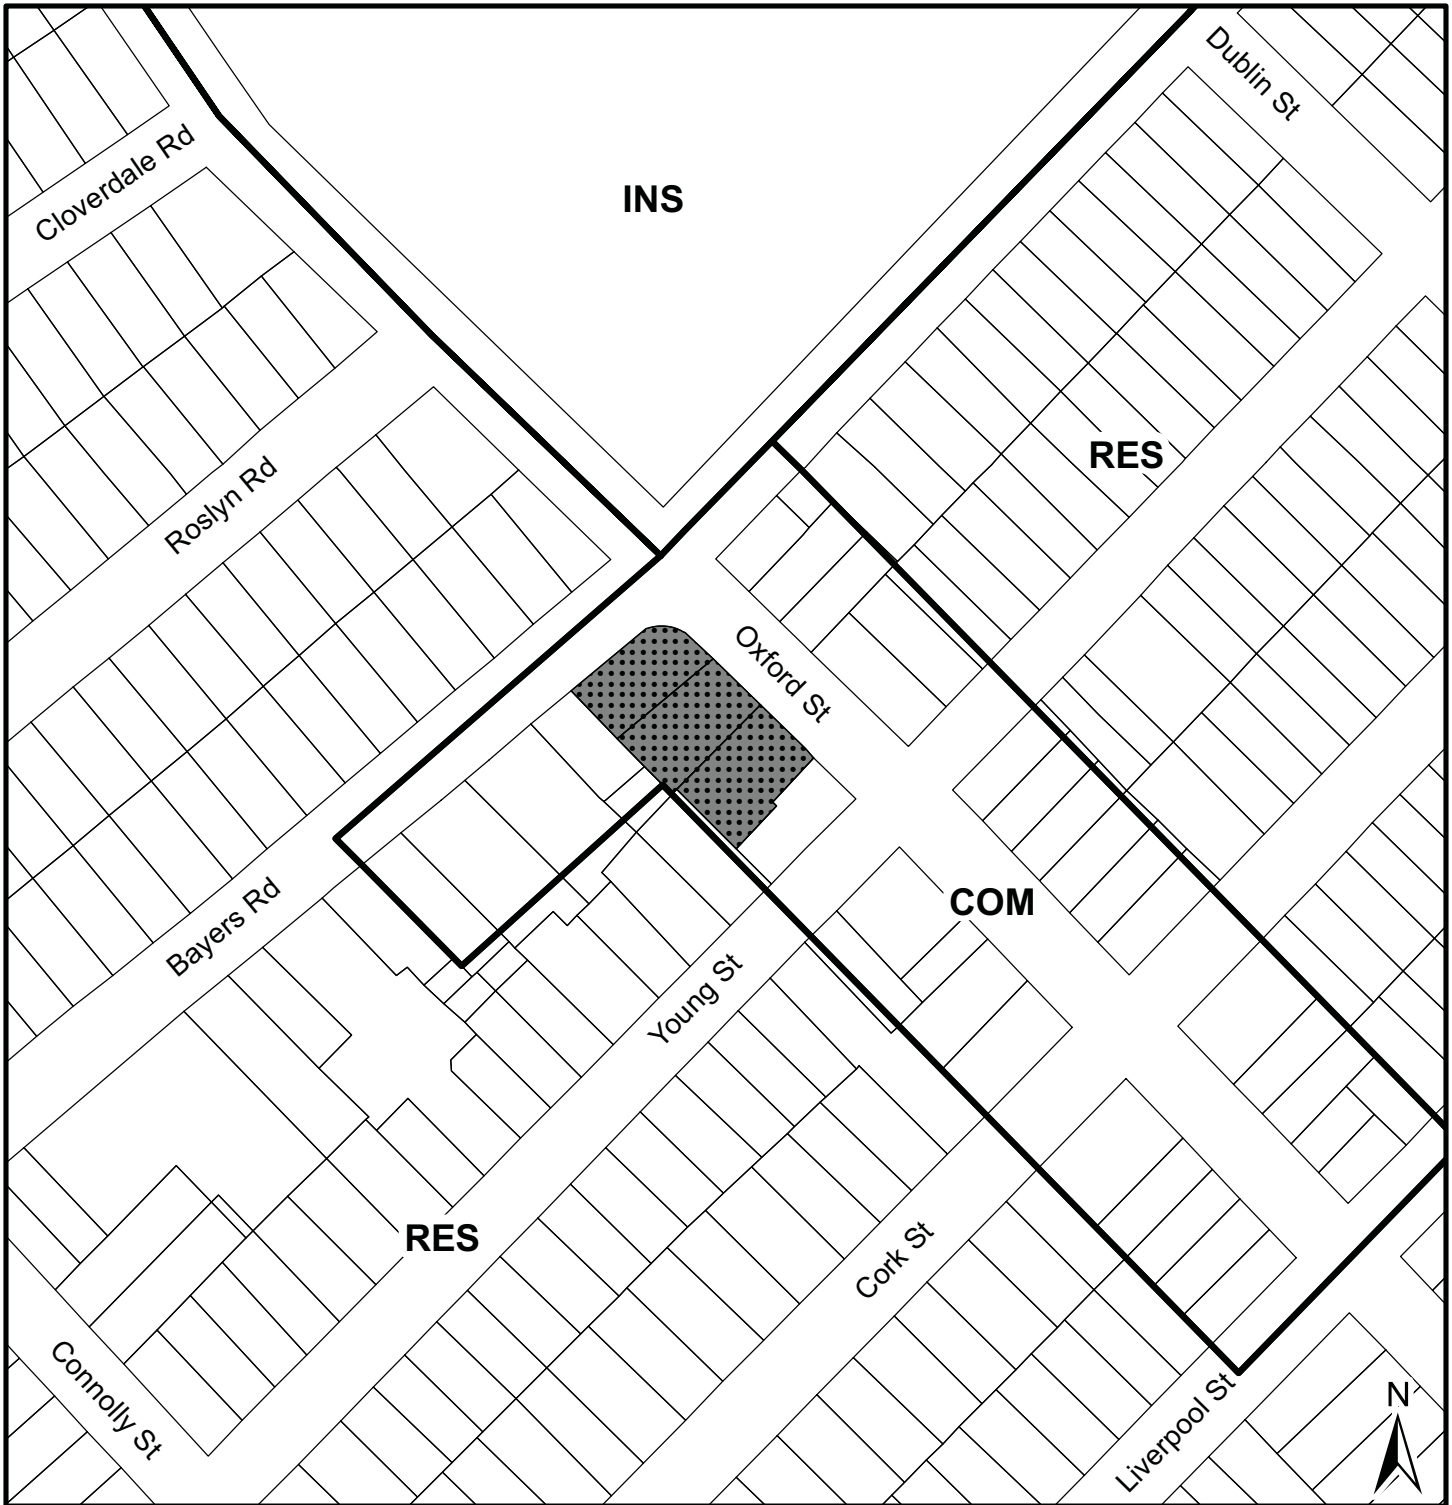 Dublin St
Cloverdale Rd
INS
RES
Roslyn Rd
Oxford St
Bayers Rd
COM
Young St
RES
Cork St
Connolly St
Liverpool St
N